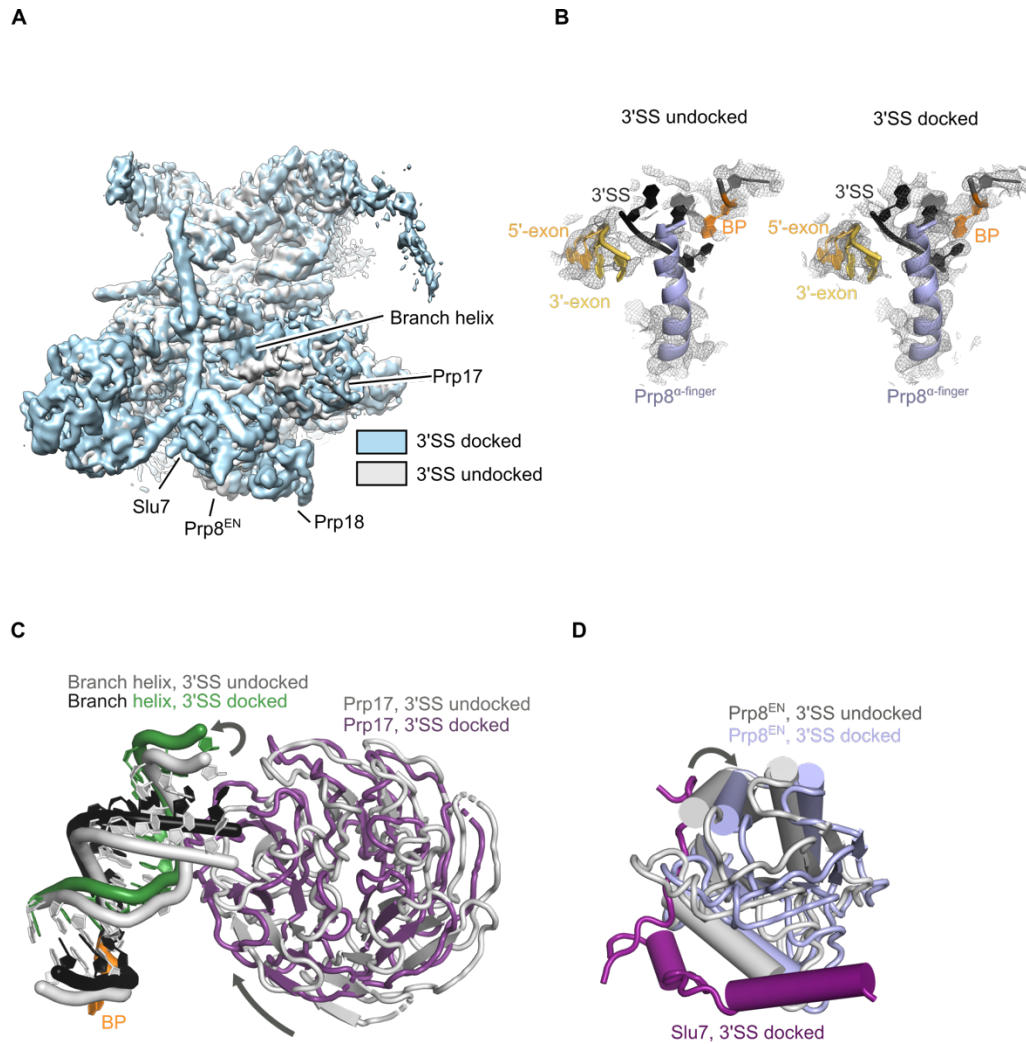 A
Branch helix
Prp17
3'SS docked
3'SS undocked
Slu7
Prp8EN
Prp18
B
3'SS undocked
3'SS docked
3'SS
5'-exon
BP
3'-exon
Prp8α-finger
3'SS
5'-exon
BP
3'-exon
Prp8α-finger
C
Branch helix, 3'SS undocked
Branch helix, 3'SS docked
Prp17, 3'SS undocked
Prp17, 3'SS docked
BP
D
Prp8EN, 3'SS undocked
Prp8EN, 3'SS docked
Slu7, 3'SS docked